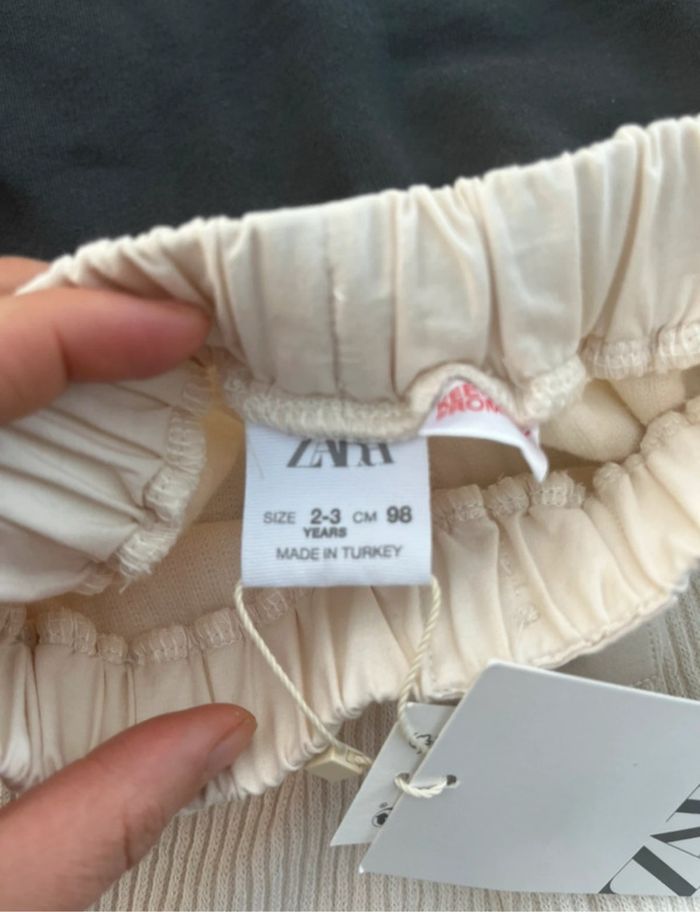 ZARA
SIZE 2-3 CM 98
YEARS
MADE IN TURKEY